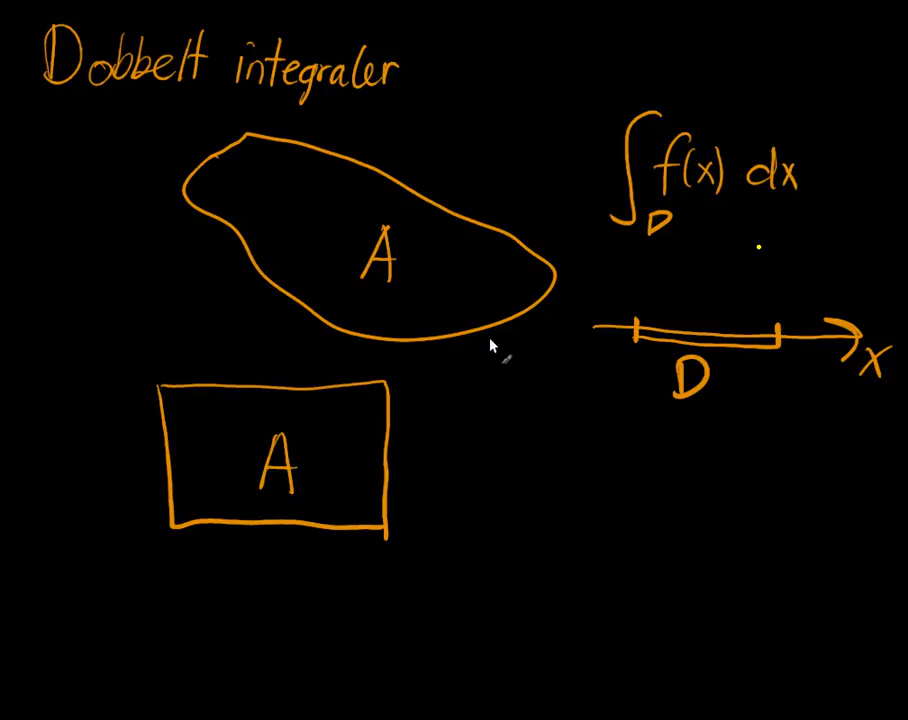 Dobbelt integraler
∫_D f(x) dx
A
D
x
A